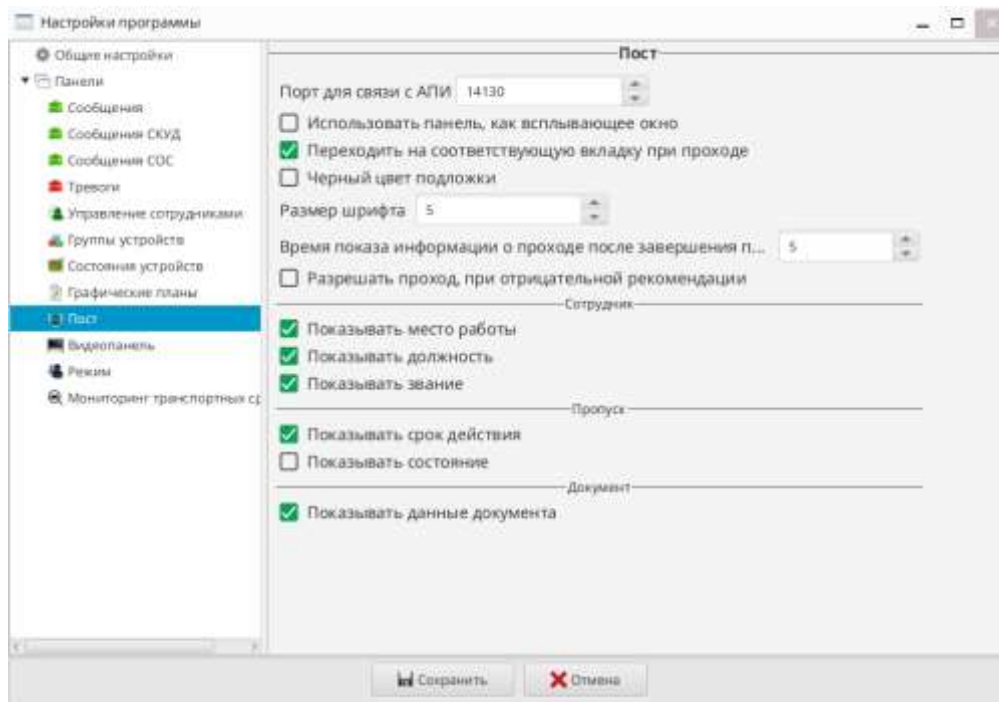 Настройки программы
Общие настройки
Панели
Сообщения
Сообщения СКУД
Сообщения СОС
Тревоги
Управление сотрудниками
Группы устройств
Состояния устройств
Графические планы
Пост
Видеопанель
Режим
Мониторинг транспортных ср
Пост
Порт для связи с АПИ 14130
Использовать панель, как всплывающее окно
Переходить на соответствующую вкладку при проходе
Черный цвет подложки
Размер шрифта 5
Время показа информации о проходе после завершения п... 5
Разрешать проход, при отрицательной рекомендации
Сотрудник
Показывать место работы
Показывать должность
Показывать звание
Пропуск
Показывать срок действия
Показывать состояние
Документ
Показывать данные документа
Сохранить
Отмена